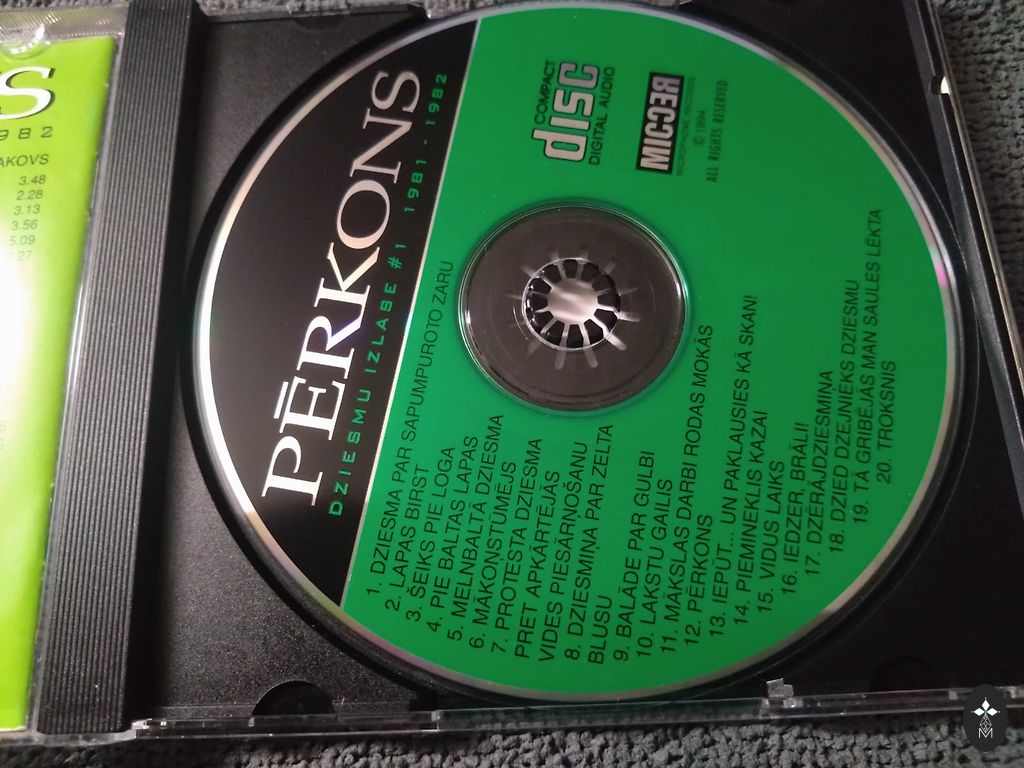 S
982
AKOVS
3.48
2.28
3.13
3.56
5.09
27
PĒRKONS
DZIESMU IZLASE #1 1981 - 1982
COMPACT
disc
DIGITAL AUDIO
MICREC
MICROPHONE RECORDS
© 1994
ALL RIGHTS RESERVED
1. DZIESMA PAR SAPUMPUROTO ZARU
2. LAPAS BIRST
3. ŠEIKS PIE LOGA
4. PIE BALTAS LAPAS
5. MELNBALTĀ DZIESMA
6. MAKONSTŪMĒJS
7. PROTESTA DZIESMA
PRET APKĀRTĒJĀS
VIDES PIESĀRŅOŠANU
8. DZIESMIŅA PAR ZELTA
BLUSU
9. BALĀDE PAR GULBI
10. LAKSTU GAILIS
11. MĀKSLAS DARBI RODAS MOKĀS
12. PĒRKONS
13. IEPŪT... UN PAKLAUSIES KĀ SKAN!
14. PIEMINEKLIS KAZAI
15. VIDUS LAIKS
16. IEDZER, BRĀLI!
17. DZĒRĀJDZIESMIŅA
18. DZIED DZEJNIEKS DZIESMU
19. TĀ GRIBĒJĀS MAN SAULES LĒKTA
20. TROKSNIS
M